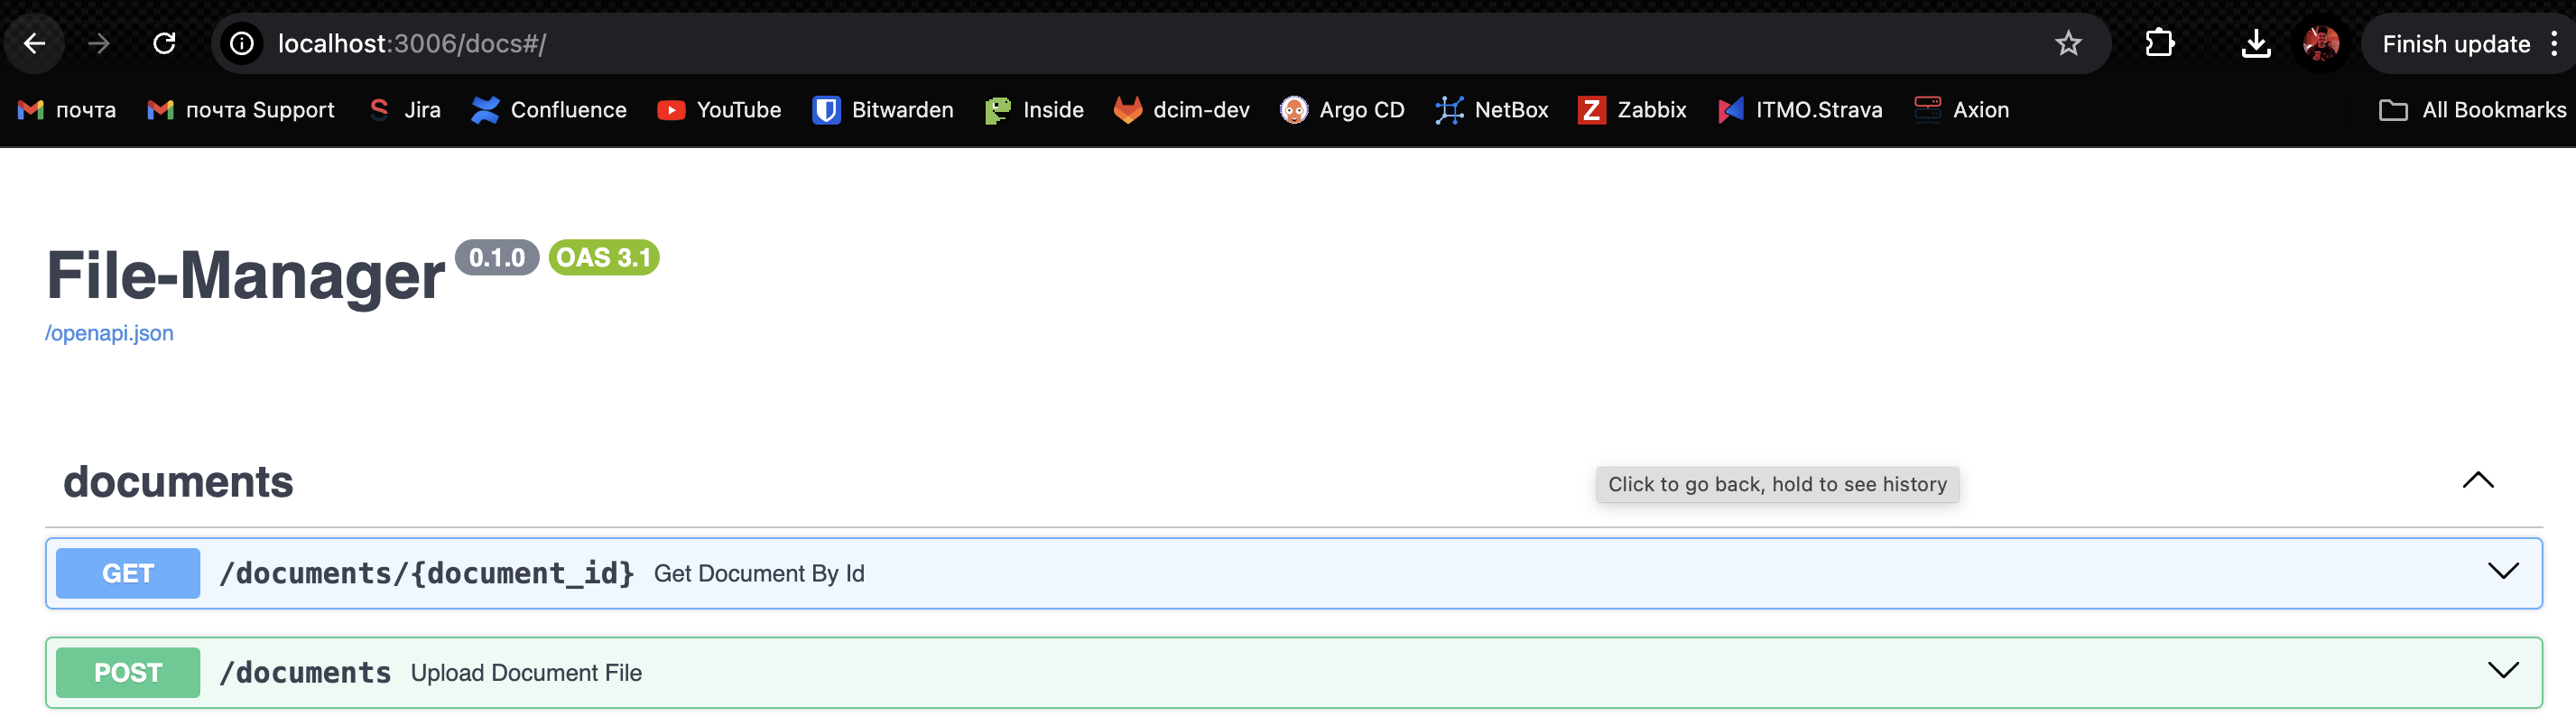 localhost:3006/docs#/
Finish update
почта почта Support Jira Confluence YouTube Bitwarden Inside dcim-dev Argo CD NetBox Zabbix ITMO.Strava Axion All Bookmarks
File-Manager 0.1.0 OAS 3.1
/openapi.json
documents
Click to go back, hold to see history
GET /documents/{document_id} Get Document By Id
POST /documents Upload Document File